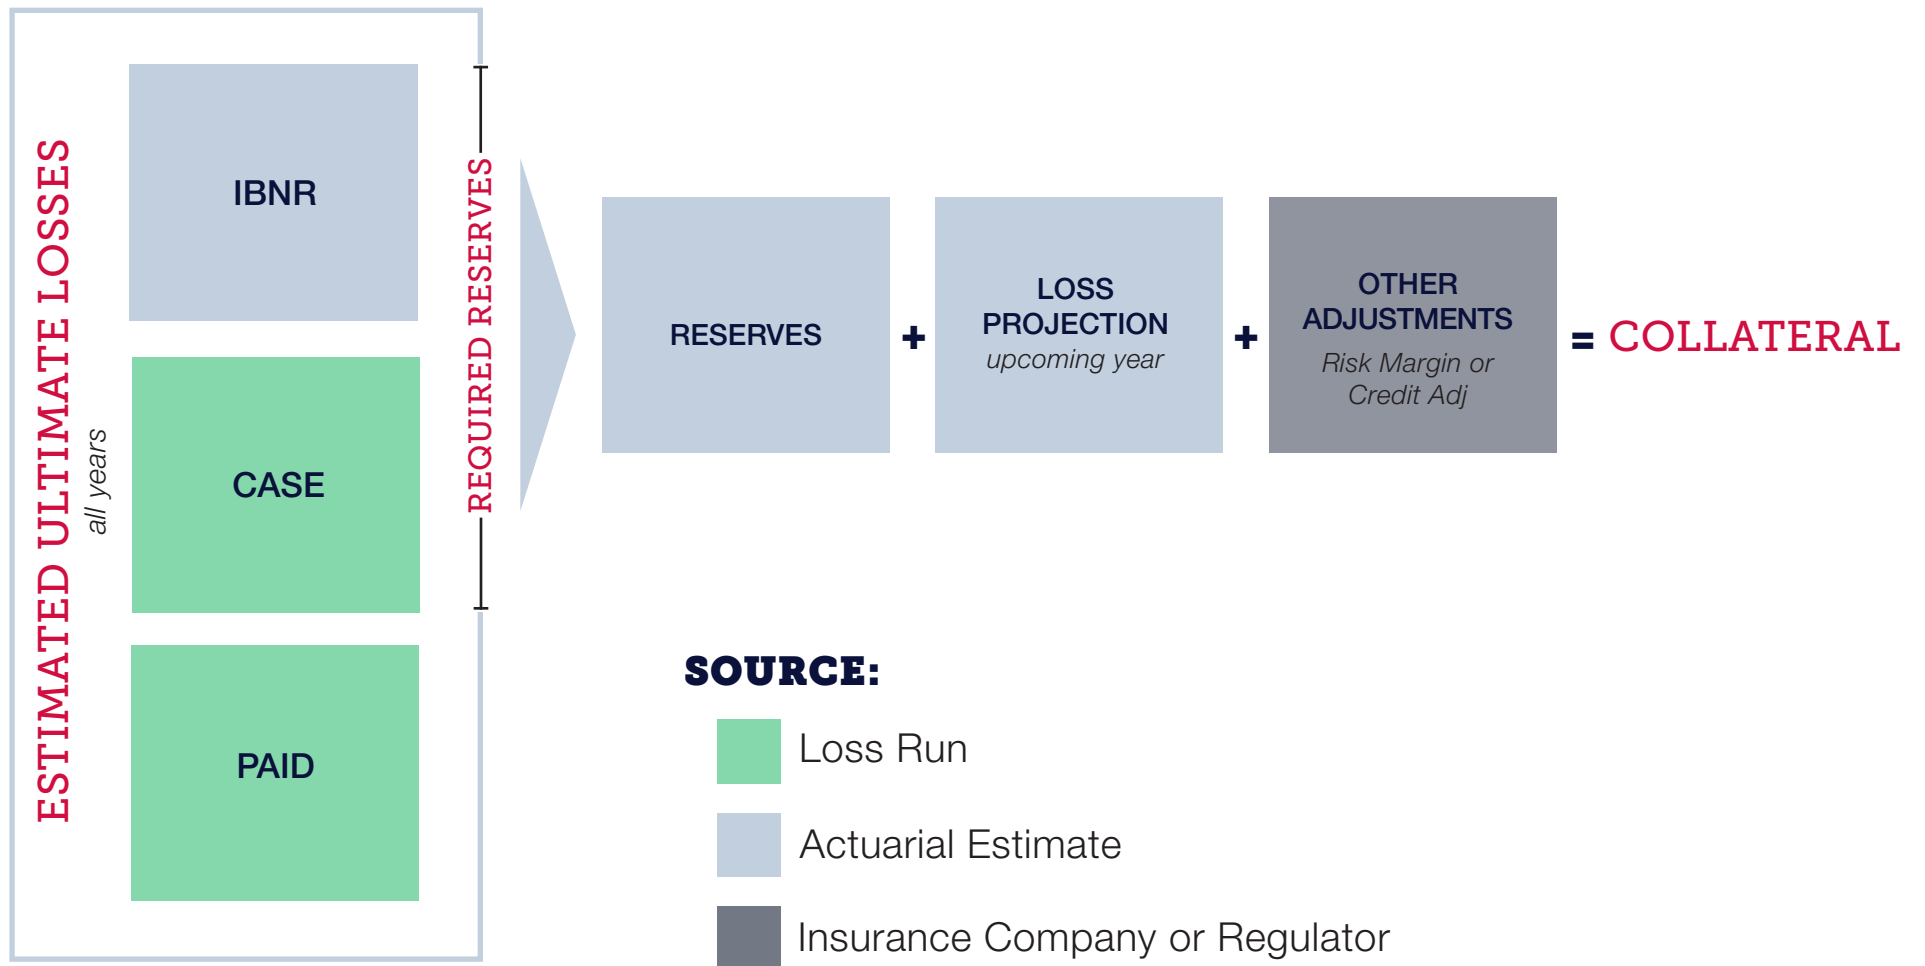 ESTIMATED ULTIMATE LOSSES
all years
IBNR
CASE
PAID
REQUIRED RESERVES
RESERVES
+
LOSS
PROJECTION
upcoming year
+
OTHER
ADJUSTMENTS
Risk Margin or
Credit Adj
= COLLATERAL
SOURCE:
Loss Run
Actuarial Estimate
Insurance Company or Regulator